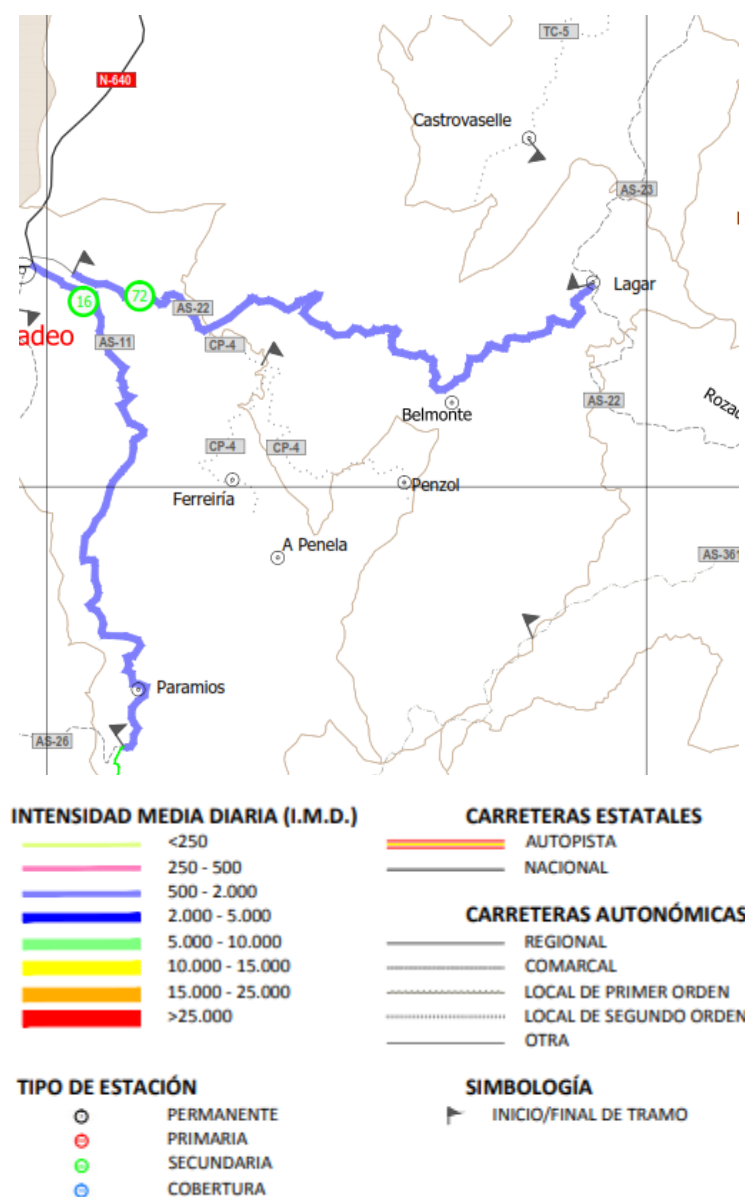 TC-5
N-640
Castrovaselle
AS-23
Lagar
72
16
AS-22
adeo
AS-11
CP-4
AS-22
Rozad
Belmonte
CP-4
CP-4
Ferreiría
Penzol
A Penela
AS-361
Paramios
AS-26
INTENSIDAD MEDIA DIARIA (I.M.D.)
<250
250 - 500
500 - 2.000
2.000 - 5.000
5.000 - 10.000
10.000 - 15.000
15.000 - 25.000
>25.000
CARRETERAS ESTATALES
AUTOPISTA
NACIONAL
CARRETERAS AUTONÓMICAS
REGIONAL
COMARCAL
LOCAL DE PRIMER ORDEN
LOCAL DE SEGUNDO ORDEN
OTRA
TIPO DE ESTACIÓN
PERMANENTE
PRIMARIA
SECUNDARIA
COBERTURA
SIMBOLOGÍA
INICIO/FINAL DE TRAMO